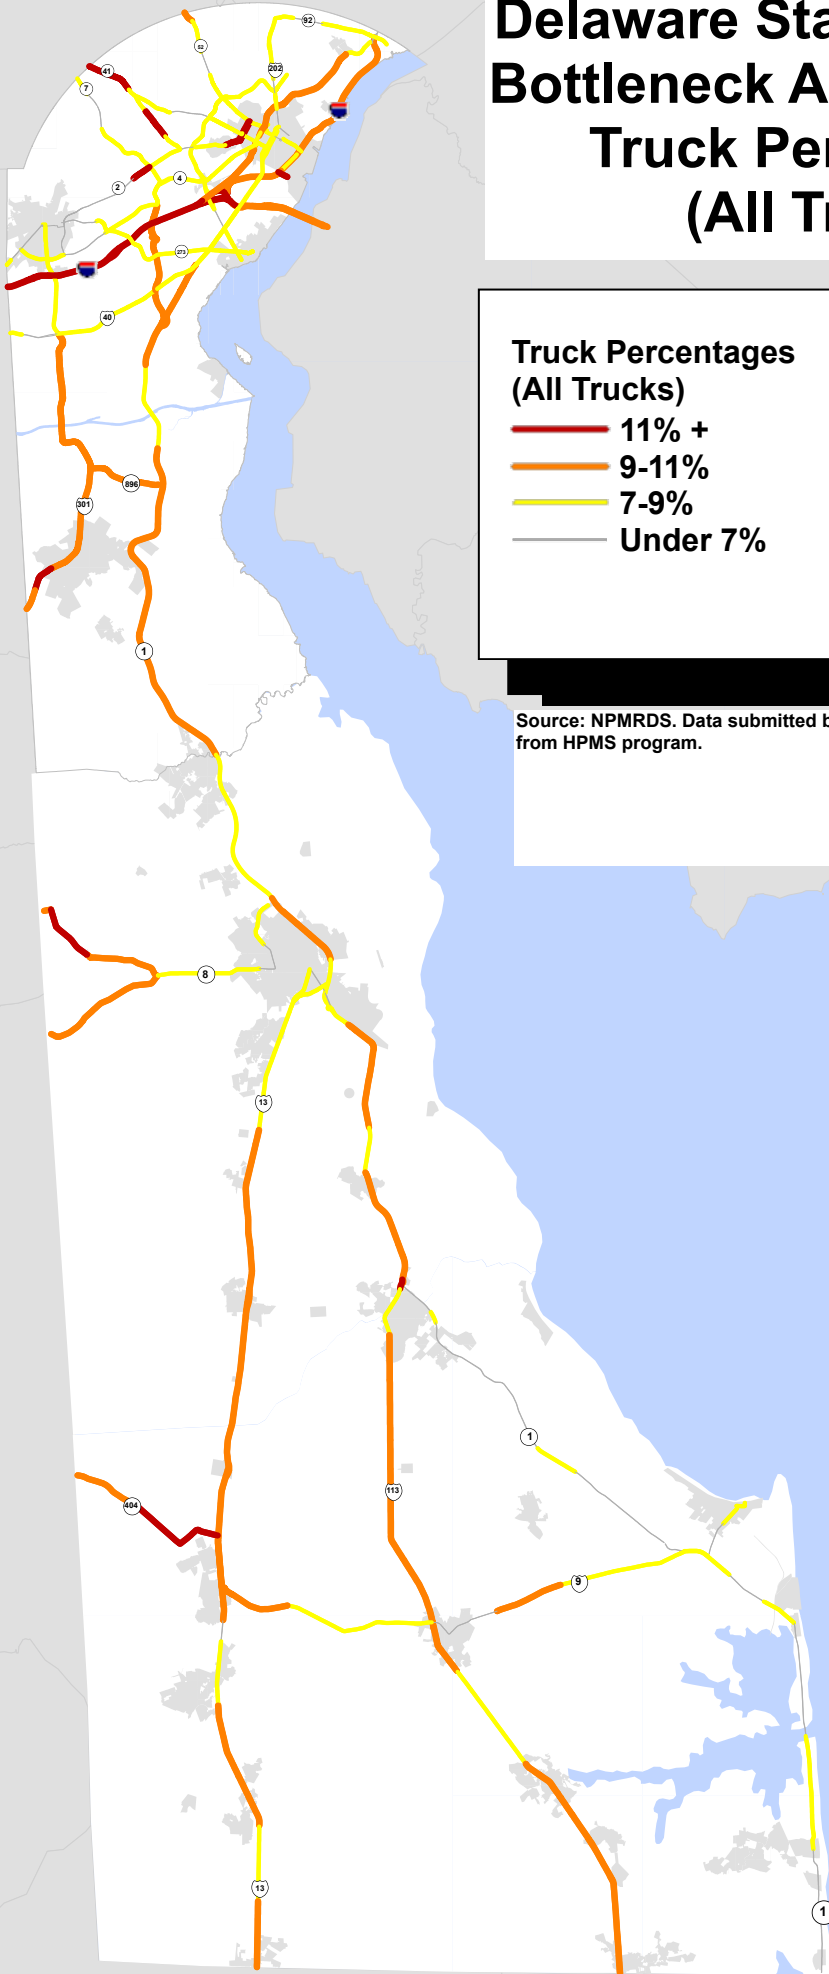 Delaware Sta
Bottleneck A
Truck Per
(All T
Truck Percentages
(All Trucks)
11% +
9-11%
7-9%
Under 7%
Source: NPMRDS. Data submitted b
from HPMS program.
92
52
202
41
7
2
4
273
40
896
301
1
8
13
1
113
404
9
13
1